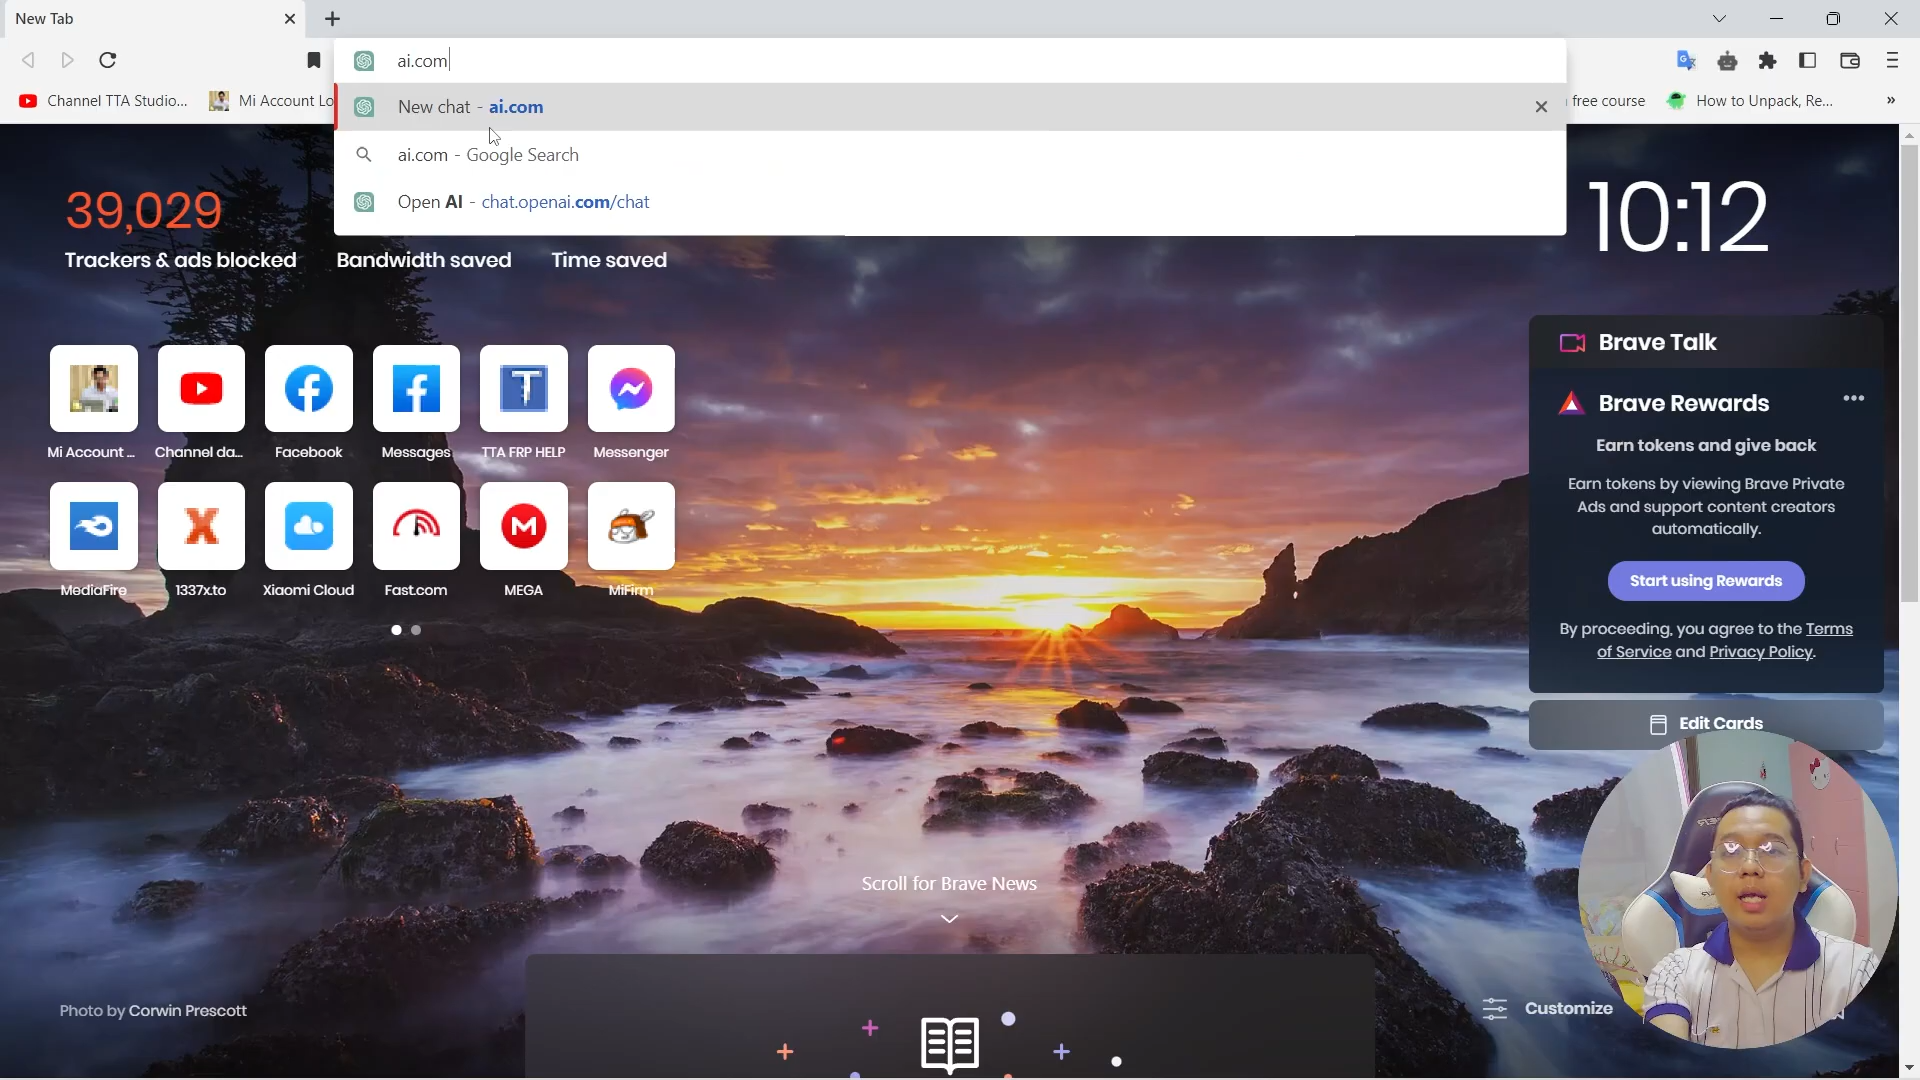 New Tab
ai.com
Channel TTA Studio...
Mi Account Lo
New chat - ai.com
free course
How to Unpack, Re...
»
ai.com - Google Search
Open AI - chat.openai.com/chat
39,029
Trackers & ads blocked
Bandwidth saved
Time saved
10:12
Brave Talk
Brave Rewards
Earn tokens and give back
Earn tokens by viewing Brave Private
Ads and support content creators
automatically.
Start using Rewards
By proceeding, you agree to the Terms
of Service and Privacy Policy.
Edit Cards
Mi Account ...
Channel da...
Facebook
Messages
TTA FRP HELP
Messenger
MediaFire
1337x.to
Xiaomi Cloud
Fast.com
MEGA
MiFirm
Scroll for Brave News
Photo by Corwin Prescott
Customize